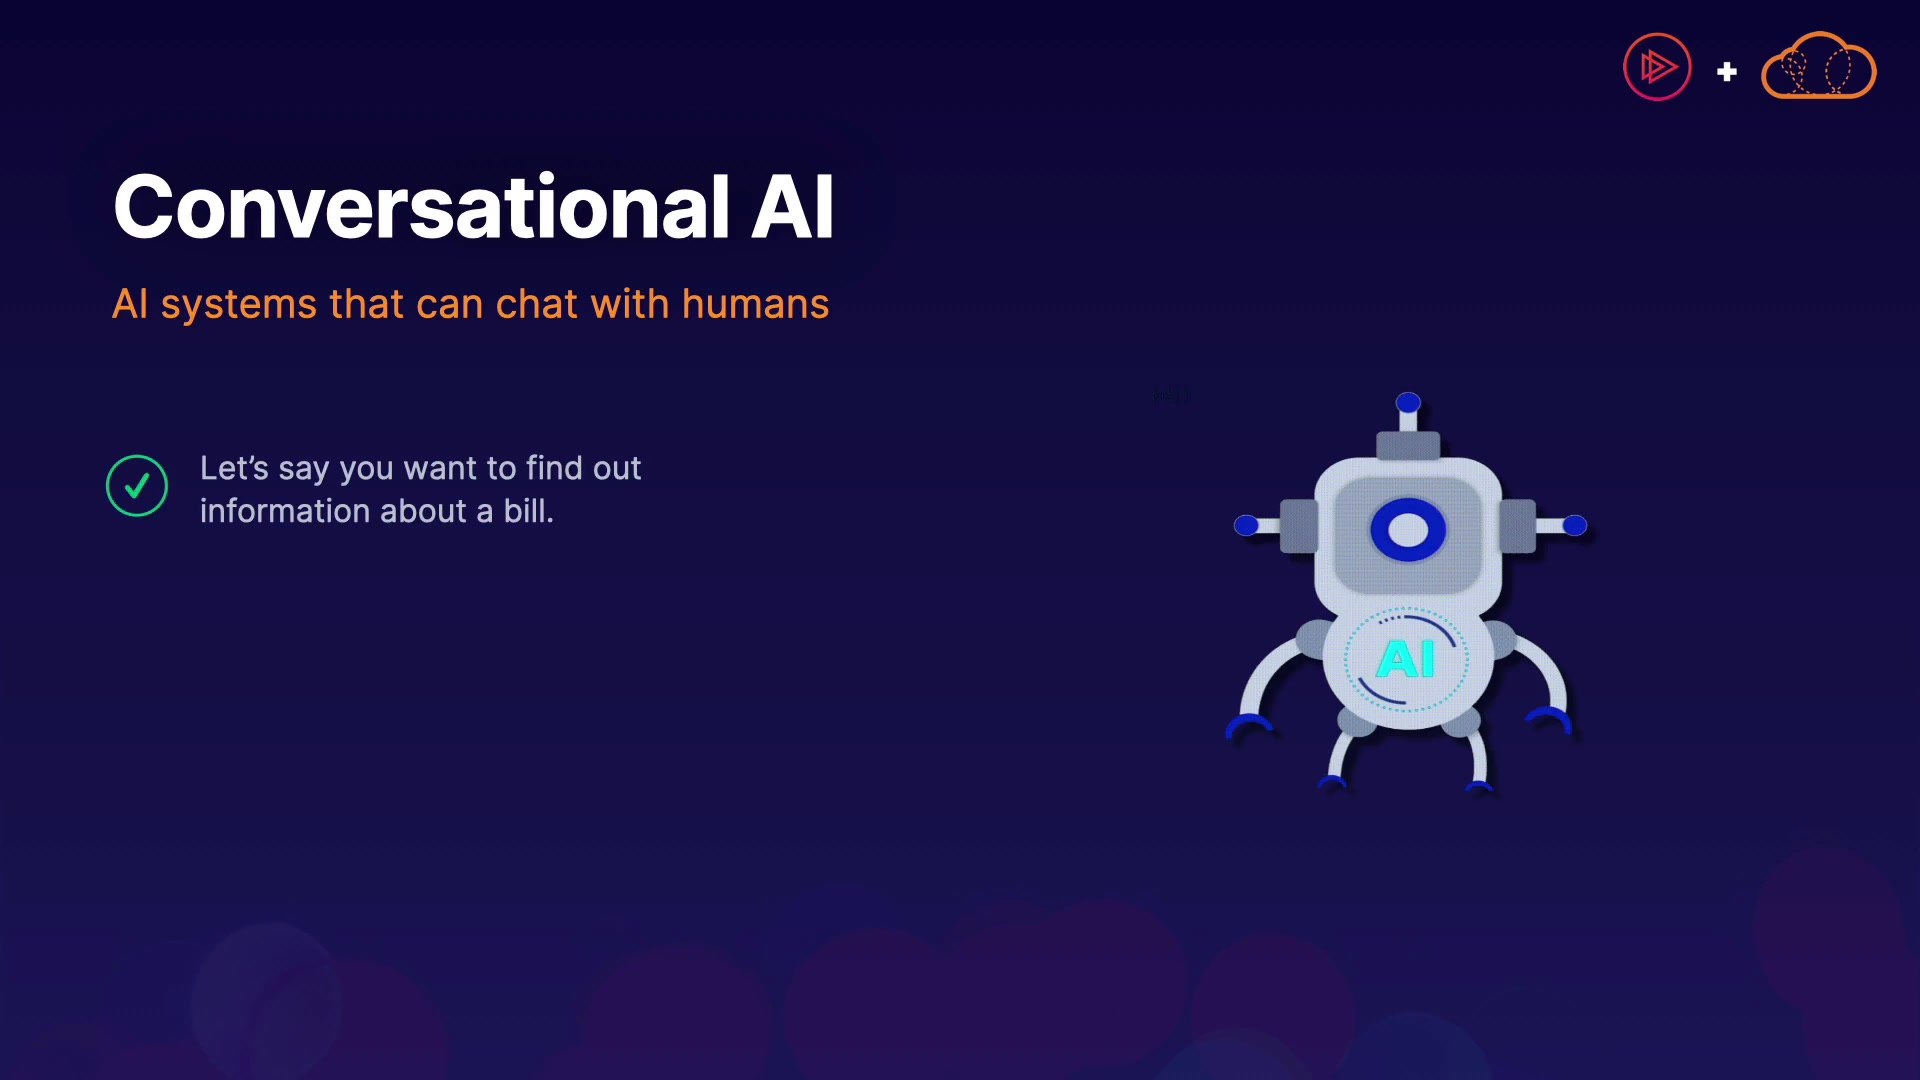 Conversational AI
AI systems that can chat with humans
Let’s say you want to find out
information about a bill.
AI